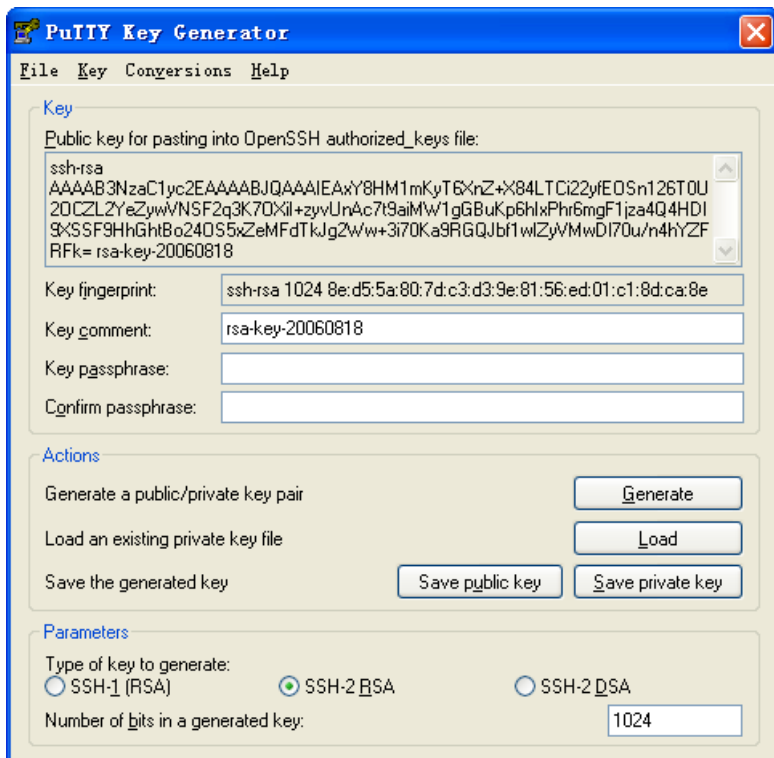 PuTTY Key Generator
File Key Conversions Help
Key
Public key for pasting into OpenSSH authorized_keys file:
ssh-rsa
AAAAB3NzaC1yc2EAAAABJQAAAIEAxY8HM1mKyT6XnZ+X84LTCi22yfEOSn126T0U
2OCZL2YeZywVNSF2q3K7OXiI+zyvUnAc7t9aiMW1gGBuKp6hIxPhr6mgF1jza4Q4HDI
9XSSF9HhGhtBo24OS5xZeMFdTkJg2Ww+3i70Ka9RGQJbf1wIZyVMwDl70u/n4hYZF
RFk= rsa-key-20060818
Key fingerprint: ssh-rsa 1024 8e:d5:5a:80:7d:c3:d3:9e:81:56:ed:01:c1:8d:ca:8e
Key comment: rsa-key-20060818
Key passphrase:
Confirm passphrase:
Actions
Generate a public/private key pair Generate
Load an existing private key file Load
Save the generated key Save public key Save private key
Parameters
Type of key to generate:
SSH-1 (RSA) SSH-2 RSA SSH-2 DSA
Number of bits in a generated key: 1024